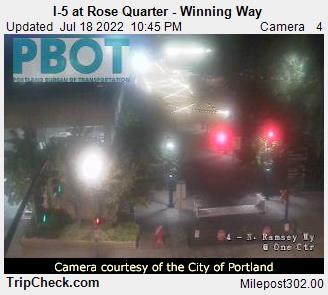 I-5 at Rose Quarter - Winning Way
Updated Jul 18 2022 10:45 PM Camera 4
PBOT
PORTLAND BUREAU OF TRANSPORTATION
4 - N. Ramsey Wy
@ One Ctr
Camera courtesy of the City of Portland
TripCheck.com Milepost302.00